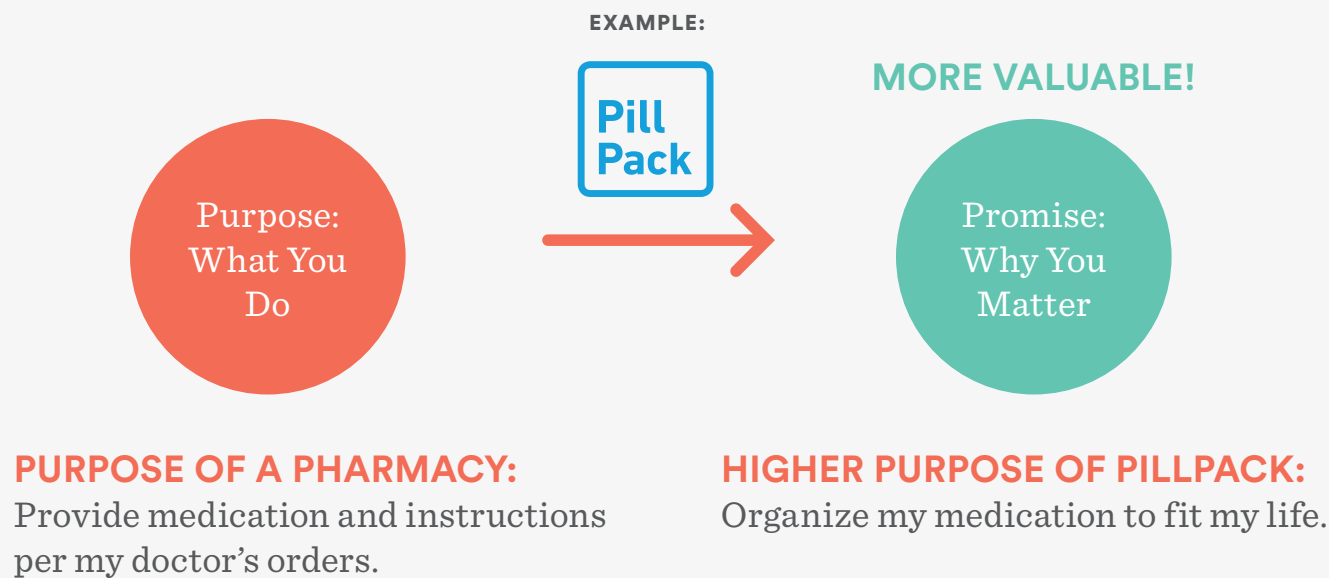 EXAMPLE:
Pill
Pack
MORE VALUABLE!
Purpose:
What You
Do
Promise:
Why You
Matter
PURPOSE OF A PHARMACY:
Provide medication and instructions
per my doctor’s orders.
HIGHER PURPOSE OF PILLPACK:
Organize my medication to fit my life.